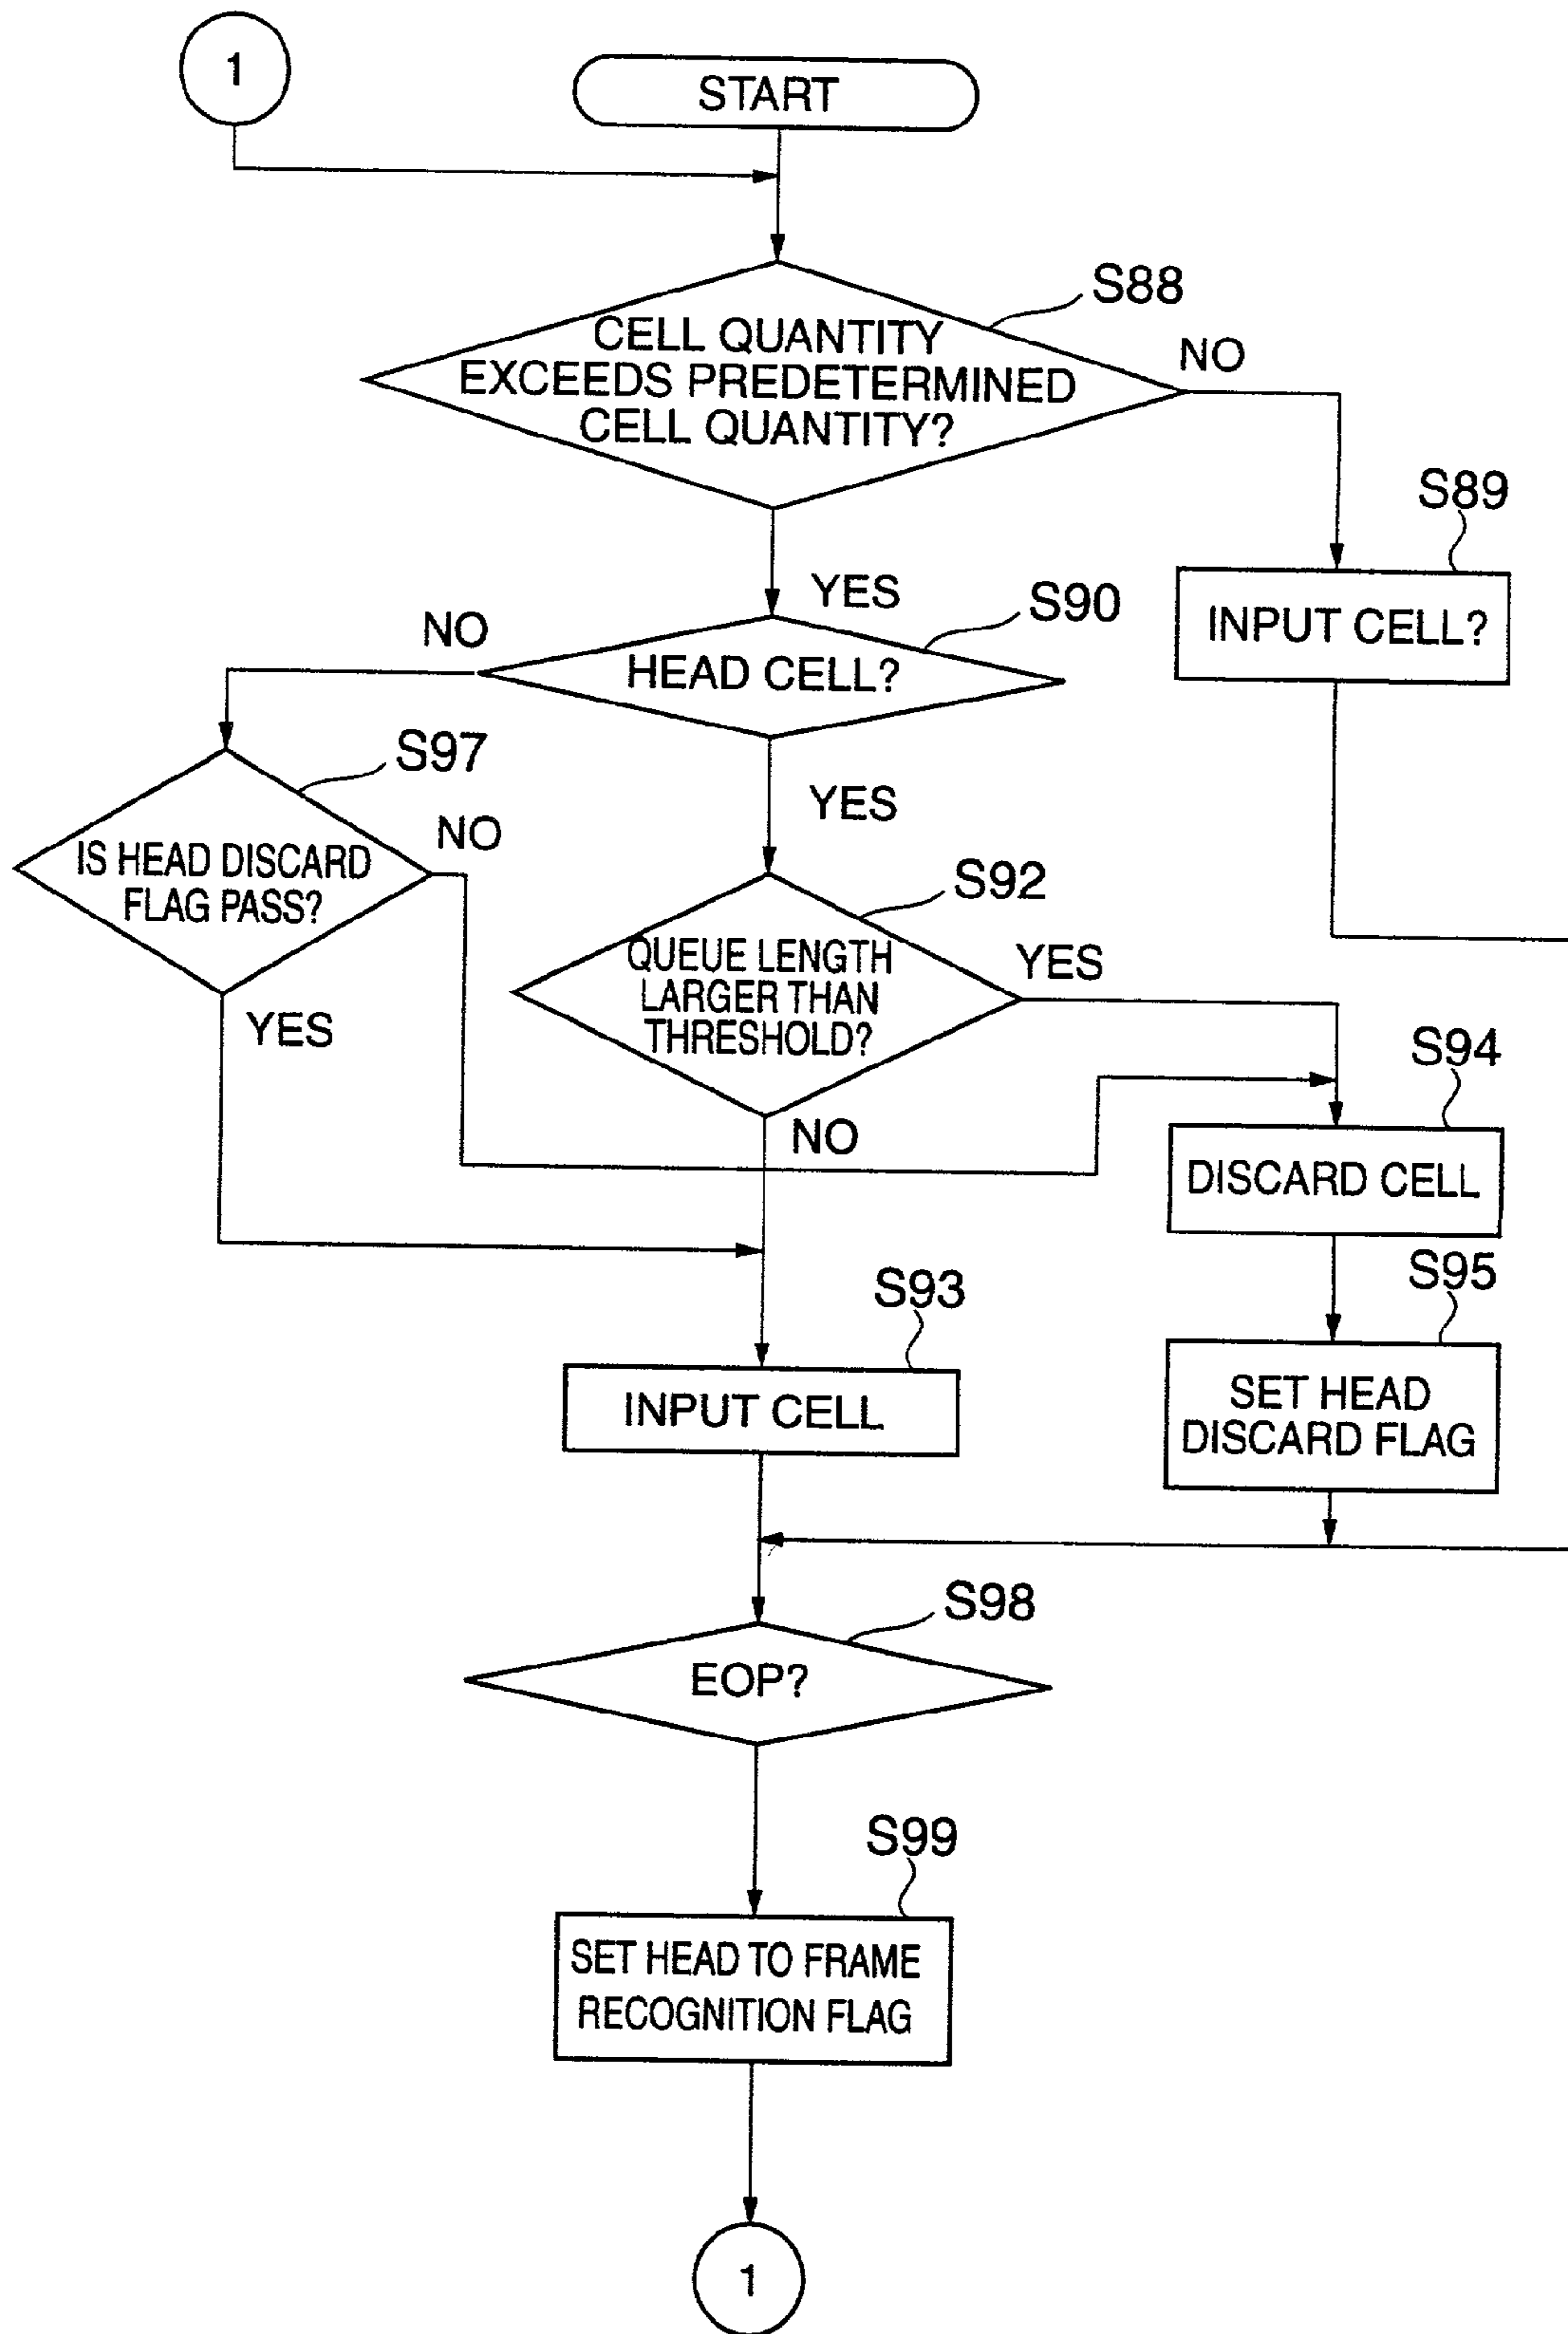 1
START
S88
CELL QUANTITY
EXCEEDS PREDETERMINED
CELL QUANTITY?
NO
S89
INPUT CELL?
YES
S90
NO
HEAD CELL?
S97
YES
NO
IS HEAD DISCARD
FLAG PASS?
S92
QUEUE LENGTH
LARGER THAN
THRESHOLD?
YES
YES
S94
NO
DISCARD CELL
S93
S95
INPUT CELL
SET HEAD
DISCARD FLAG
S98
EOP?
S99
SET HEAD TO FRAME
RECOGNITION FLAG
1